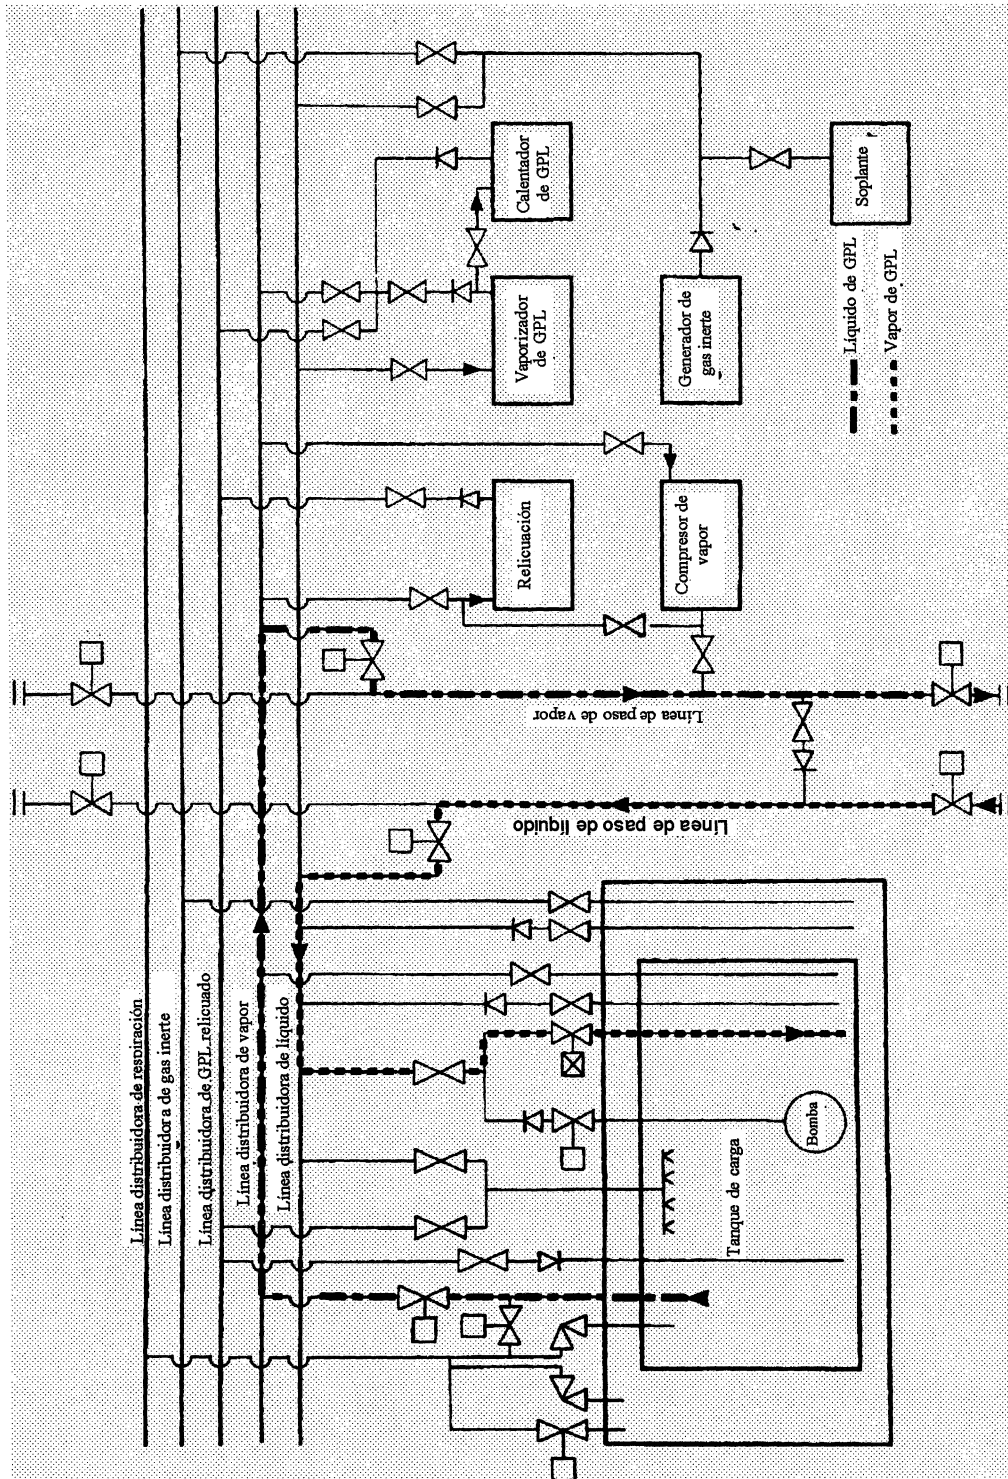 Línea distribuidora de respiración
Línea distribuidora de gas inerte
Línea distribuidora de GPL relicuado
Línea distribuidora de vapor
Línea distribuidora de líquido
Tanque de carga
Bomba
Línea de paso de líquido
Línea de paso de vapor
Relicuación
Compresor de
vapor
Vaporizador
de GPL
Calentador
de GPL
Generador de
gas inerte
Soplante
Líquido de GPL
Vapor de GPL